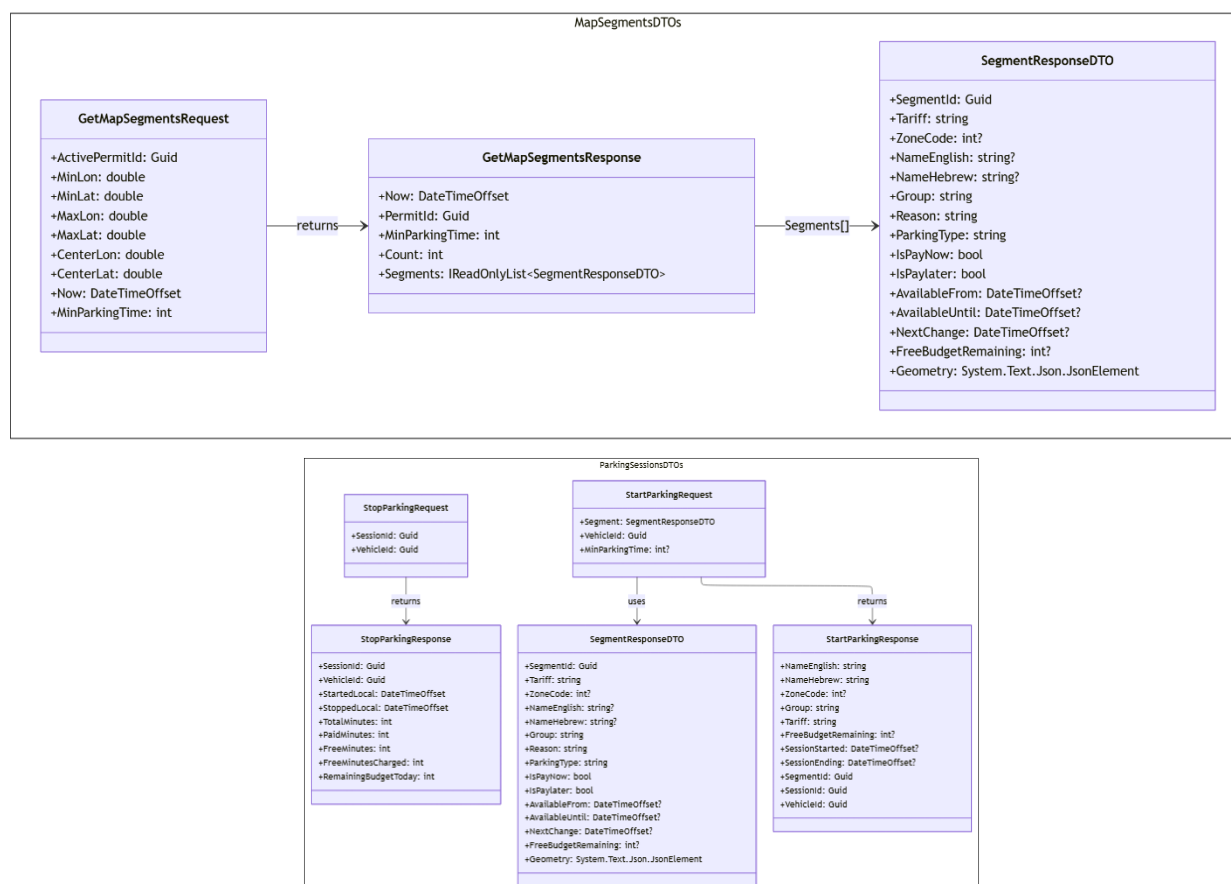 MapSegmentsDTOs
GetMapSegmentsRequest
+ActivePermitId: Guid
+MinLon: double
+MinLat: double
+MaxLon: double
+MaxLat: double
+CenterLon: double
+CenterLat: double
+Now: DateTimeOffset
+MinParkingTime: int
returns
GetMapSegmentsResponse
+Now: DateTimeOffset
+PermitId: Guid
+MinParkingTime: int
+Count: int
+Segments: IReadOnlyList<SegmentResponseDTO>
Segments[]
SegmentResponseDTO
+SegmentId: Guid
+Tariff: string
+ZoneCode: int?
+NameEnglish: string?
+NameHebrew: string?
+Group: string
+Reason: string
+ParkingType: string
+IsPayNow: bool
+IsPaylater: bool
+AvailableFrom: DateTimeOffset?
+AvailableUntil: DateTimeOffset?
+NextChange: DateTimeOffset?
+FreeBudgetRemaining: int?
+Geometry: System.Text.Json.JsonElement
ParkingSessionsDTOs
StopParkingRequest
+SessionId: Guid
+VehicleId: Guid
returns
StopParkingResponse
+SessionId: Guid
+VehicleId: Guid
+StartedLocal: DateTimeOffset
+StoppedLocal: DateTimeOffset
+TotalMinutes: int
+PaidMinutes: int
+FreeMinutes: int
+FreeMinutesCharged: int
+RemainingBudgetToday: int
StartParkingRequest
+Segment: SegmentResponseDTO
+VehicleId: Guid
+MinParkingTime: int?
uses
SegmentResponseDTO
+SegmentId: Guid
+Tariff: string
+ZoneCode: int?
+NameEnglish: string?
+NameHebrew: string?
+Group: string
+Reason: string
+ParkingType: string
+IsPayNow: bool
+IsPaylater: bool
+AvailableFrom: DateTimeOffset?
+AvailableUntil: DateTimeOffset?
+NextChange: DateTimeOffset?
+FreeBudgetRemaining: int?
+Geometry: System.Text.Json.JsonElement
returns
StartParkingResponse
+NameEnglish: string
+NameHebrew: string
+ZoneCode: int?
+Group: string
+Tariff: string
+FreeBudgetRemaining: int?
+SessionStarted: DateTimeOffset?
+SessionEnding: DateTimeOffset?
+SegmentId: Guid
+SessionId: Guid
+VehicleId: Guid